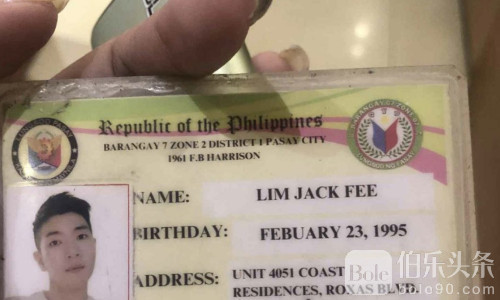 Republic of the Philippines
BARANGAY 7 ZONE 2 DISTRICT 1 PASAY CITY
1961 F.B HARRISON
NAME: LIM JACK FEE
BIRTHDAY: FEBUARY 23, 1995
ADDRESS: UNIT 4051 COAST
RESIDENCES, ROXAS BLVD.
Bole 伯乐头条